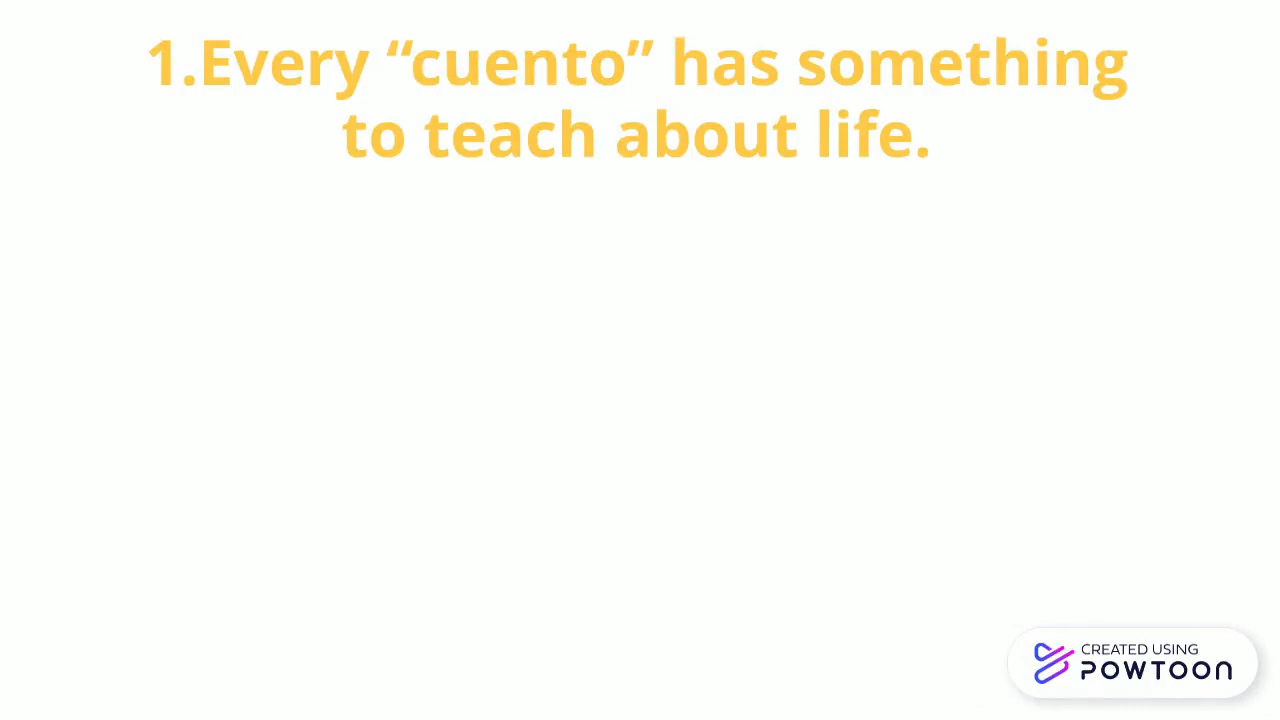 1.Every “cuento” has something
to teach about life.
CREATED USING
POWTOON